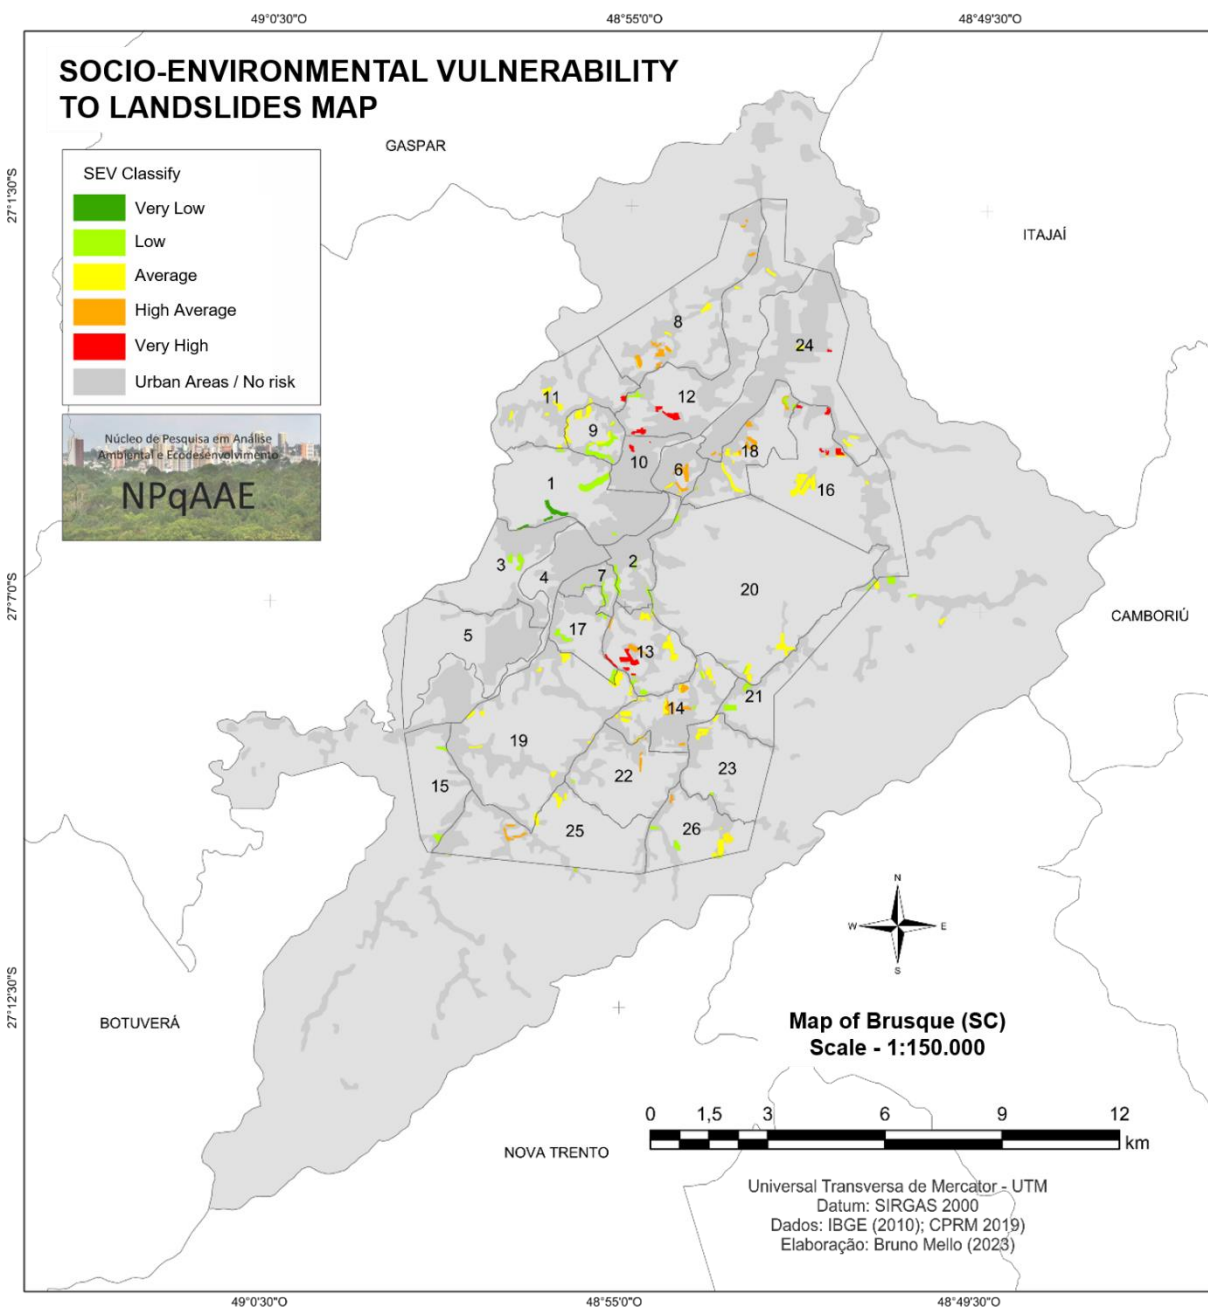 49°0'30"O
48°55'0"O
48°49'30"O
SOCIO-ENVIRONMENTAL VULNERABILITY
TO LANDSLIDES MAP
GASPAR
27°1'30"S
SEV Classify
Very Low
Low
Average
High Average
Very High
Urban Areas / No risk
ITAJAÍ
8
24
11
12
9
10
18
6
1
16
Núcleo de Pesquisa em Análise
Ambiental e Ecodesenvolvimento
NPqAAE
3
4
7
2
20
27°7'0"S
CAMBORIÚ
5
17
13
21
14
19
15
22
23
25
26
N
W
E
S
27°12'30"S
BOTUVERÁ
Map of Brusque (SC)
Scale - 1:150.000
0
1,5
3
6
9
12
km
NOVA TRENTO
Universal Transversa de Mercator - UTM
Datum: SIRGAS 2000
Dados: IBGE (2010); CPRM 2019)
Elaboração: Bruno Mello (2023)
49°0'30"O
48°55'0"O
48°49'30"O